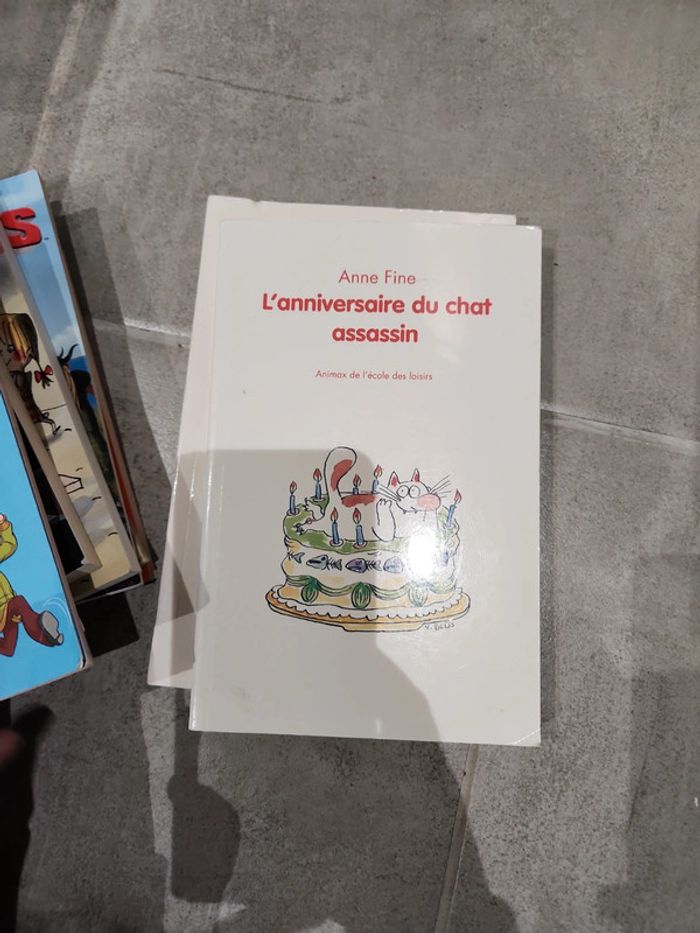 Anne Fine
L'anniversaire du chat
assassin
Animax de l'école des loisirs